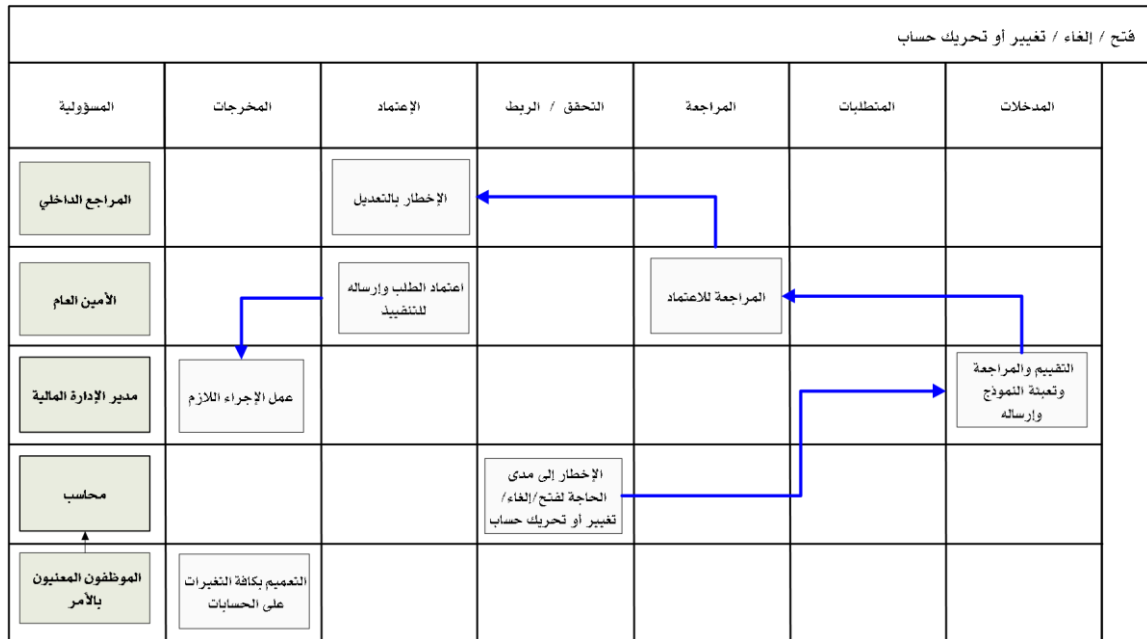 فتح / إلغاء / تغيير أو تحريك حساب
المدخلات
المتطلبات
المراجعة
التحقق / الربط
الإعتماد
المخرجات
المسؤولية
الإخطار بالتعديل
المراجع الداخلي
المراجعة للاعتماد
اعتماد الطلب وإرساله
للتنفييذ
الأمين العام
التقييم والمراجعة
وتعبئة النموذج
وإرساله
عمل الإجراء اللازم
مدير الإدارة المالية
الإخطار إلى مدى
الحاجة لفتح/إلغاء/
تغيير أو تحريك حساب
محاسب
التعميم بكافة التغيرات
على الحسابات
الموظفون المعنيون
بالأمر